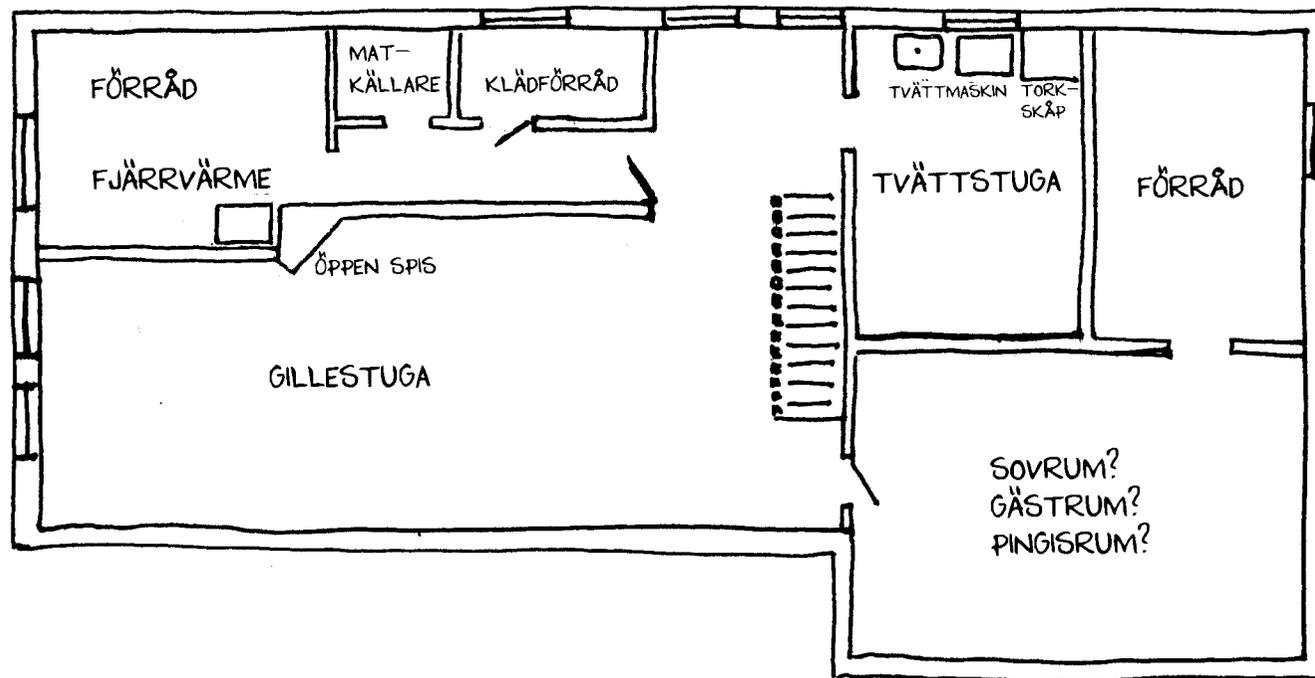 FÖRRÅD
FJÄRRVÄRME
MAT-
KÄLLARE
KLÄDFÖRRÅD
ÖPPEN SPIS
GILLESTUGA
TVÄTTMASKIN
TORK-
SKÅP
TVÄTTSTUGA
FÖRRÅD
SOVRUM?
GÄSTRUM?
PINGISRUM?